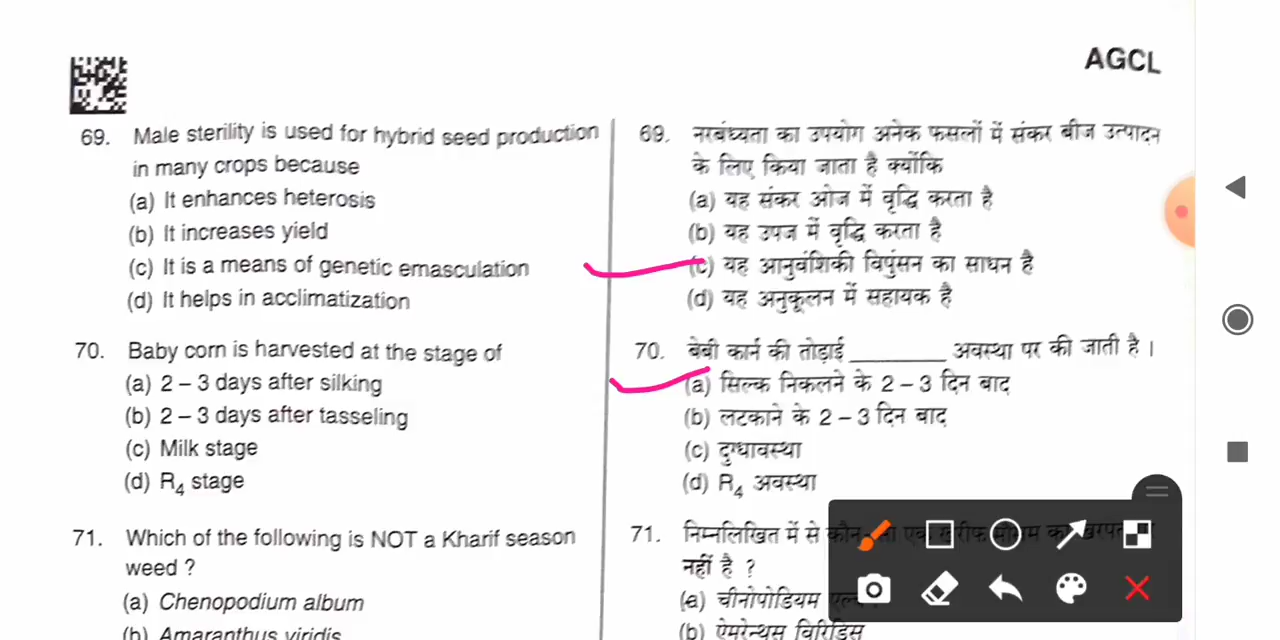 AGCL
69. Male sterility is used for hybrid seed production
in many crops because
(a) It enhances heterosis
(b) It increases yield
(c) It is a means of genetic emasculation
(d) It helps in acclimatization
70. Baby corn is harvested at the stage of
(a) 2 – 3 days after silking
(b) 2 – 3 days after tasseling
(c) Milk stage
(d) R4 stage
71. Which of the following is NOT a Kharif season
weed ?
(a) Chenopodium album
(b) Amaranthus viridis
69. नरबंध्यता का उपयोग अनेक फसलों में संकर बीज उत्पादन
के लिए किया जाता है क्योंकि
(a) यह संकर ओज में वृद्धि करता है
(b) यह उपज में वृद्धि करता है
(c) यह आनुवंशिकी विपुंसन का साधन है
(d) यह अनुकूलन में सहायक है
70. बेबी कार्न की तोड़ाई ________ अवस्था पर की जाती है ।
(a) सिल्क निकलने के 2 – 3 दिन बाद
(b) लटकाने के 2 – 3 दिन बाद
(c) दुग्धावस्था
(d) R4 अवस्था
71. निम्नलिखित में से
नहीं है ?
(a) चीनोपोडियम
(b) ऐमरेन्थस विरिडिस